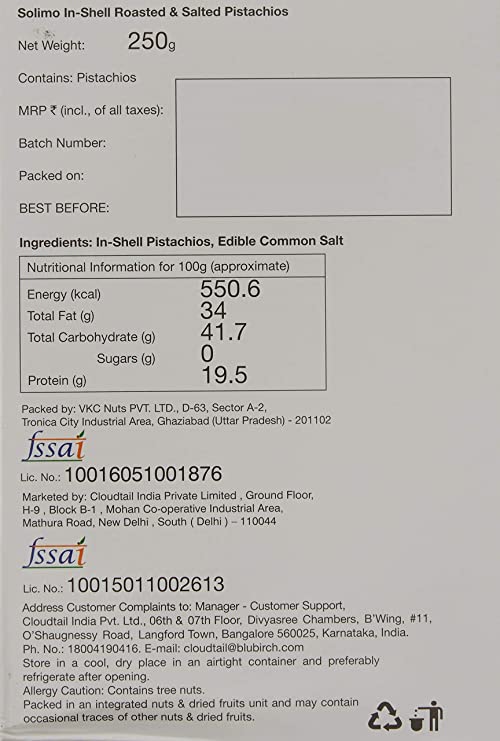 Solimo In-Shell Roasted & Salted Pistachios
Net Weight: 250g
Contains: Pistachios
MRP ₹ (incl., of all taxes):
Batch Number:
Packed on:
BEST BEFORE:
Ingredients: In-Shell Pistachios, Edible Common Salt
Nutritional Information for 100g (approximate)
Energy (kcal) 550.6
Total Fat (g) 34
Total Carbohydrate (g) 41.7
Sugars (g) 0
Protein (g) 19.5
Packed by: VKC Nuts PVT. LTD., D-63, Sector A-2,
Tronica City Industrial Area, Ghaziabad (Uttar Pradesh) - 201102
fssai
Lic. No.: 10016051001876
Marketed by: Cloudtail India Private Limited , Ground Floor,
H-9 , Block B-1 , Mohan Co-operative Industrial Area,
Mathura Road, New Delhi , South ( Delhi ) – 110044
fssai
Lic. No.: 10015011002613
Address Customer Complaints to: Manager - Customer Support,
Cloudtail India Pvt. Ltd., 06th & 07th Floor, Divyasree Chambers, B'Wing, #11,
O'Shaugnessy Road, Langford Town, Bangalore 560025, Karnataka, India.
Ph. No.: 18004190416. E-mail: cloudtail@blubirch.com
Store in a cool, dry place in an airtight container and preferably
refrigerate after opening.
Allergy Caution: Contains tree nuts.
Packed in an integrated nuts & dried fruits unit and may contain
occasional traces of other nuts & dried fruits.